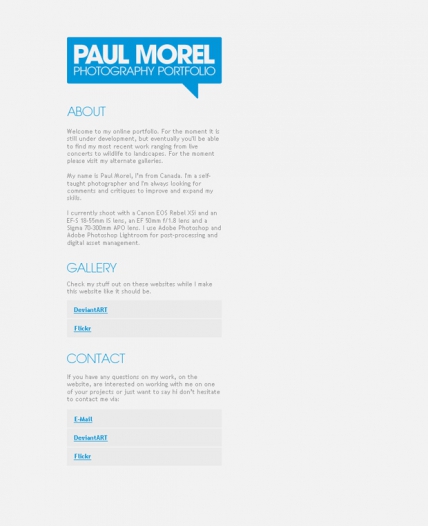 PAUL MOREL
PHOTOGRAPHY PORTFOLIO
ABOUT
Welcome to my online portfolio. For the moment it is
still under development, but eventually you'll be able
to find my most recent work ranging from live
concerts to wildlife to landscapes. For the moment
please visit my alternate galleries.
My name is Paul Morel, I'm from Canada. I'm a self-
taught photographer and I'm always looking for
comments and critiques to improve and expand my
skills.
I currently shoot with a Canon EOS Rebel XSI and an
EF-S 18-55mm IS lens, an EF 50mm f/1.8 lens and a
Sigma 70-300mm APO lens. I use Adobe Photoshop and
Adobe Photoshop Lightroom for post-processing and
digital asset management.
GALLERY
Check my stuff out on these websites while I make
this website like it should be.
DeviantART
Flickr
CONTACT
If you have any questions on my work, on the
website, are interested on working with me on one
of your projects or just want to say hi don't hesitate
to contact me via:
E-Mail
DeviantART
Flickr